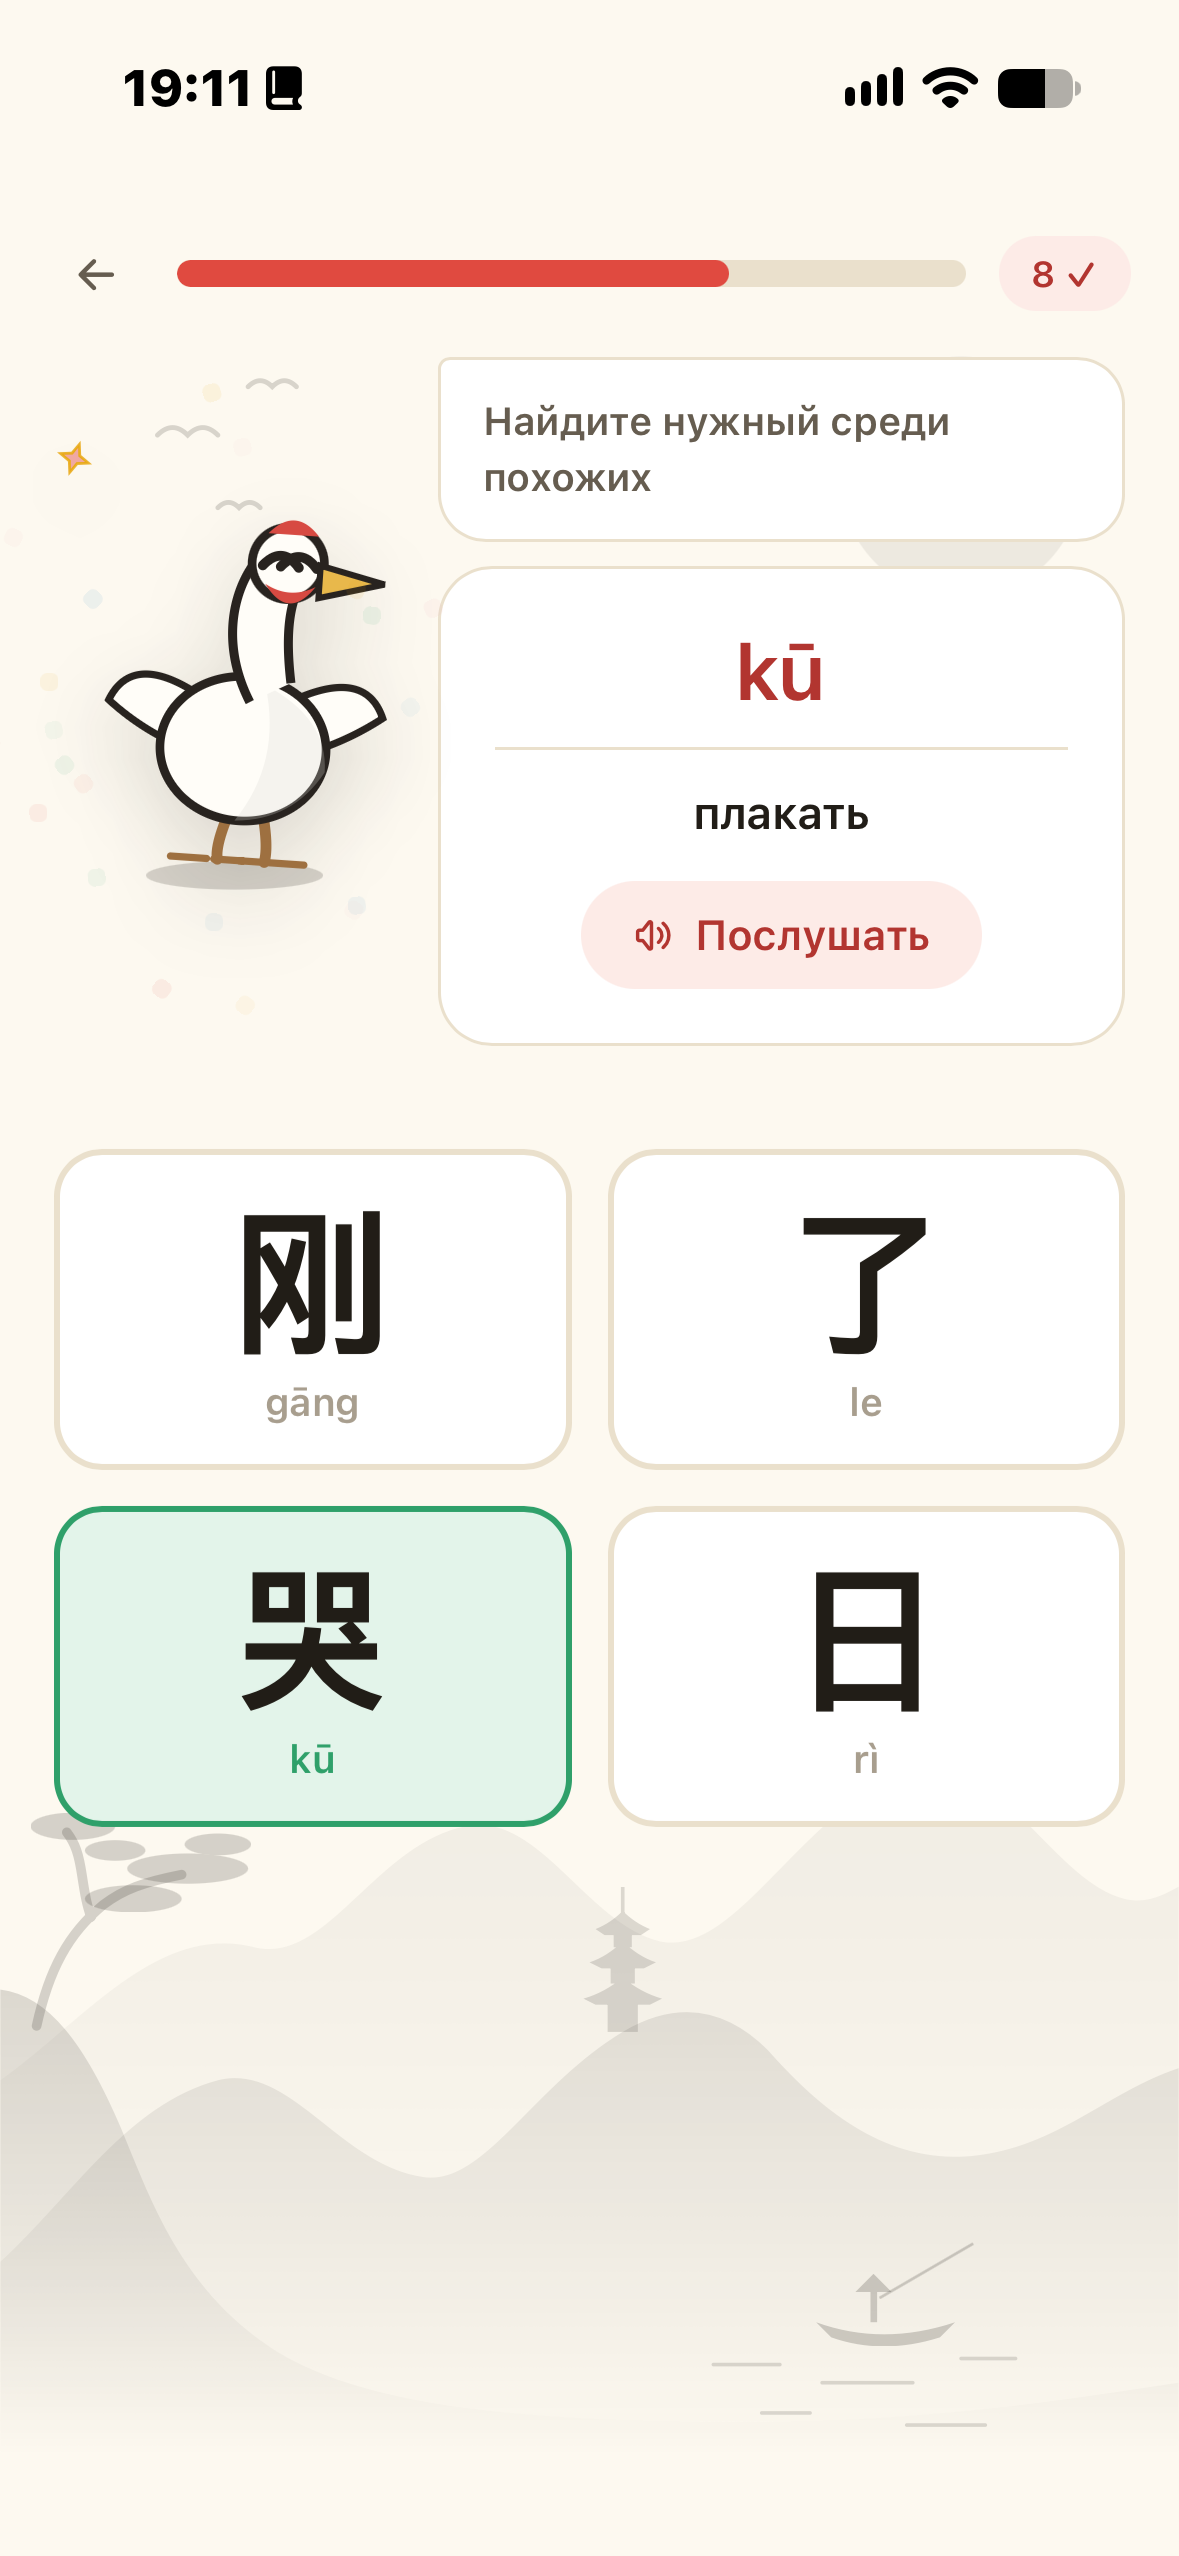 19:11
8
Найдите нужный среди
похожих
kū
плакать
Послушать
刚
gāng
了
le
哭
kū
日
rì